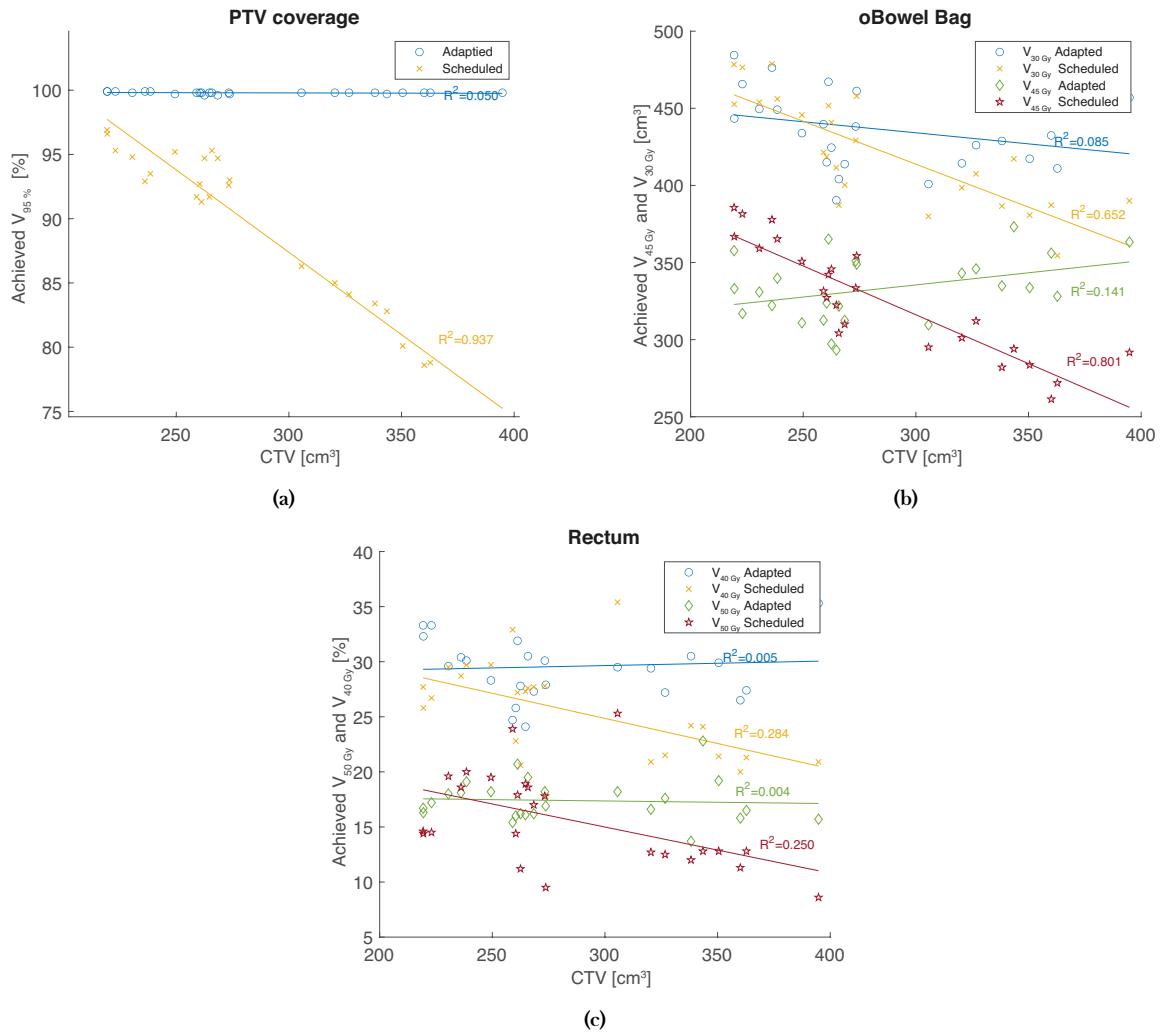 PTV coverage
Adaptied
Scheduled
100
95
90
85
80
75
Achieved V95 % [%]
R2=0.050
R2=0.937
250
300
350
400
CTV [cm³]
(a)
oBowel Bag
V30 Gy Adapted
V30 Gy Scheduled
V45 Gy Adapted
V45 Gy Scheduled
500
450
400
350
300
250
Achieved V45 Gy and V30 Gy [cm³]
R2=0.085
R2=0.652
R2=0.141
R2=0.801
200
250
300
350
400
CTV [cm³]
(b)
Rectum
V40 Gy Adapted
V40 Gy Scheduled
V50 Gy Adapted
V50 Gy Scheduled
40
35
30
25
20
15
10
5
Achieved V50 Gy and V40 Gy [%]
R2=0.005
R2=0.284
R2=0.004
R2=0.250
200
250
300
350
400
CTV [cm³]
(c)